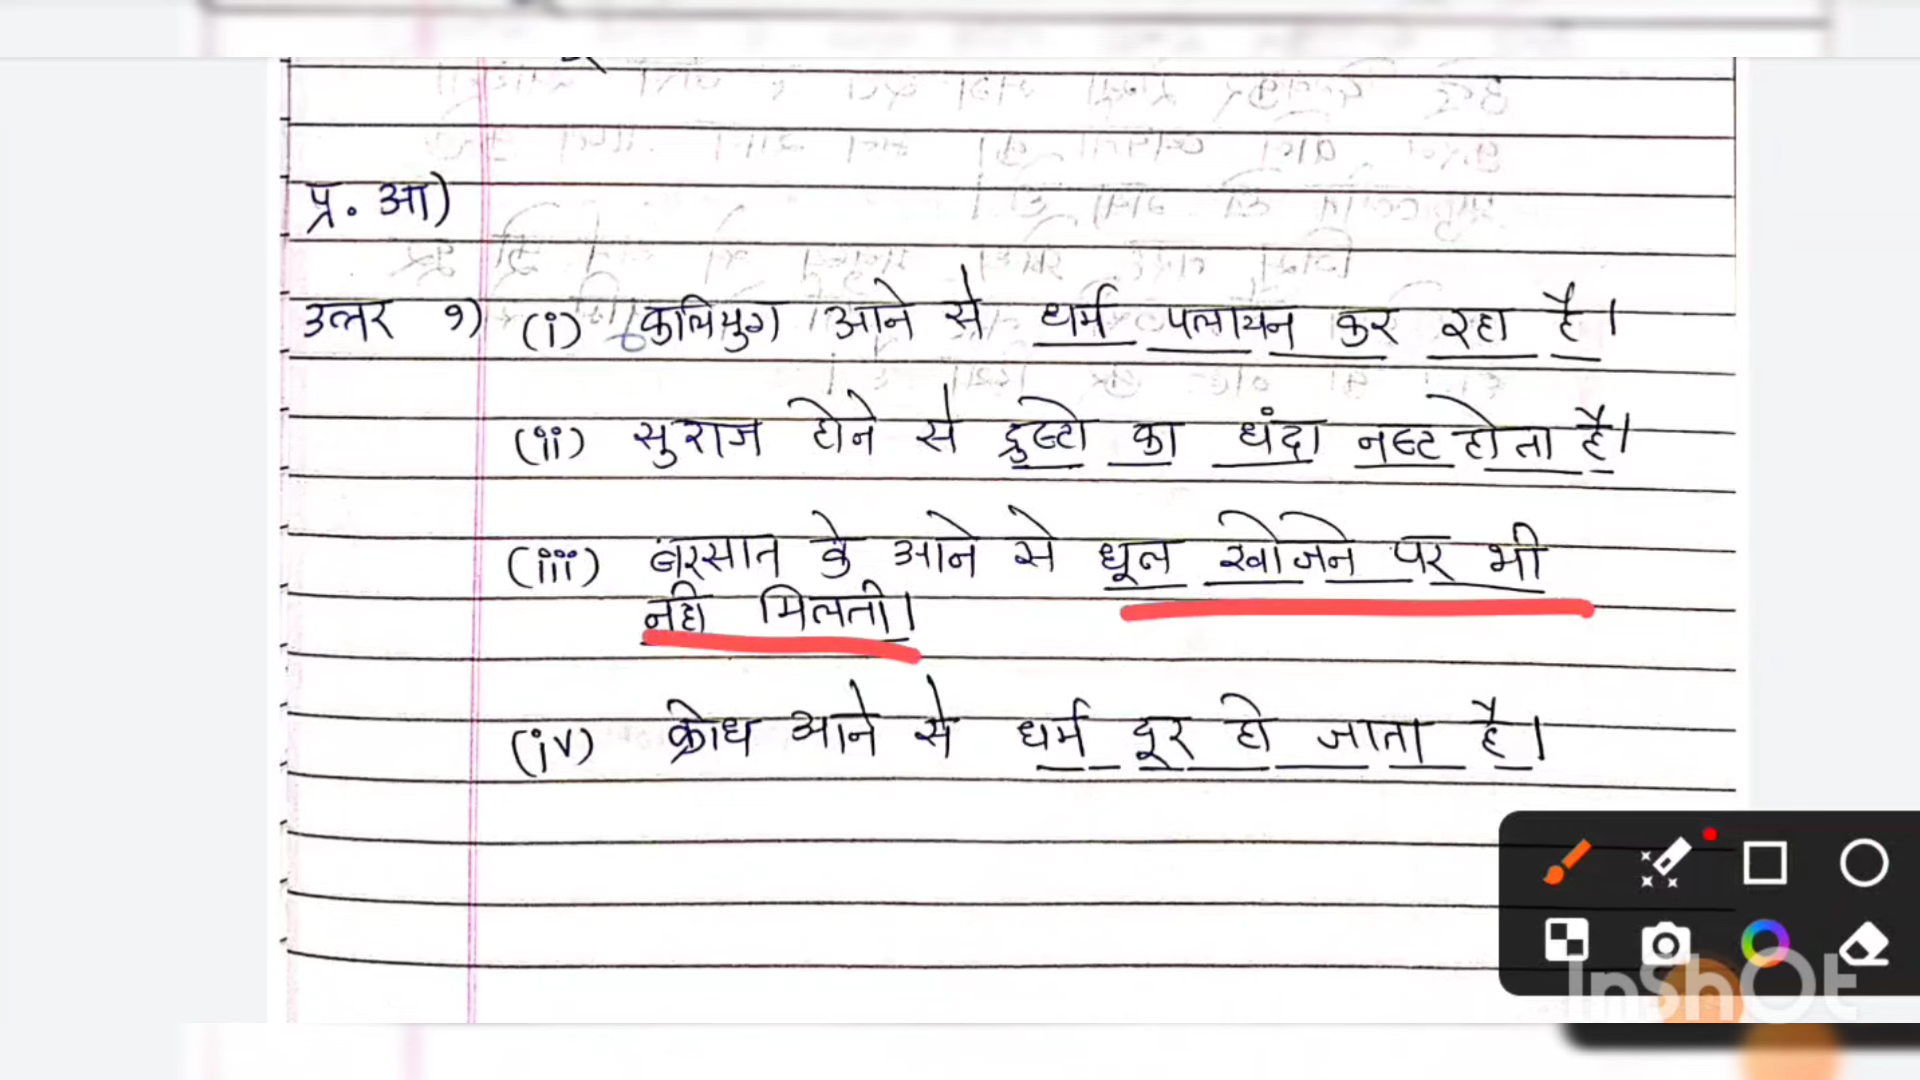 प्र. आ)
उत्तर १) (i) कलियुग आने से धर्म पलायन कर रहा है।
(ii) सुराज होने से दुष्टो का धंदा नष्ट होता है।
(iii) बरसात के आने से धूल खोजने पर भी
नही मिलती।
(iv) क्रोध आने से धर्म दूर हो जाता है।
InShOt